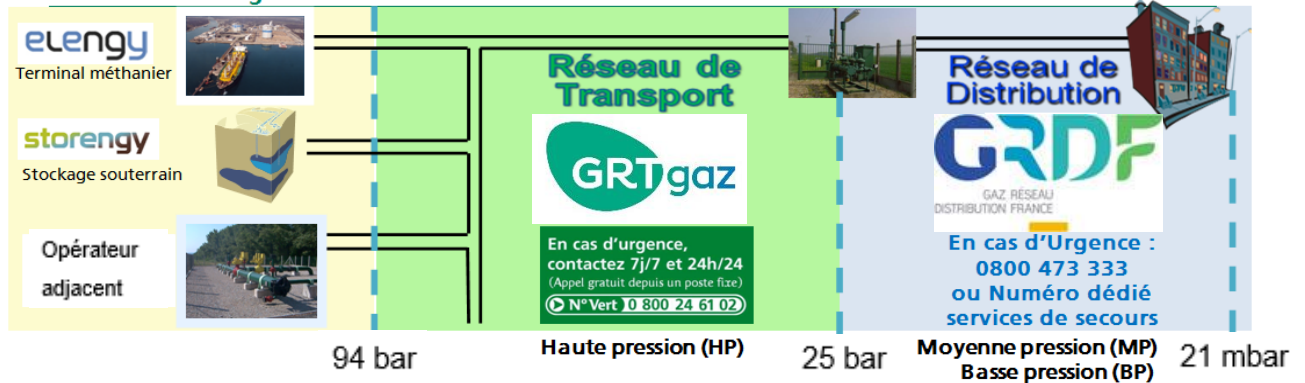 elengy
Terminal méthanier
storengy
Stockage souterrain
Opérateur
adjacent
Réseau de
Transport
GRTgaz
En cas d'urgence,
contactez 7j/7 et 24h/24
(Appel gratuit depuis un poste fixe)
N° Vert 0 800 24 61 02
Réseau de
Distribution
GRDF
GAZ RÉSEAU
DISTRIBUTION FRANCE
En cas d'Urgence :
0800 473 333
ou Numéro dédié
services de secours
94 bar
Haute pression (HP)
25 bar
Moyenne pression (MP)
Basse pression (BP)
21 mbar